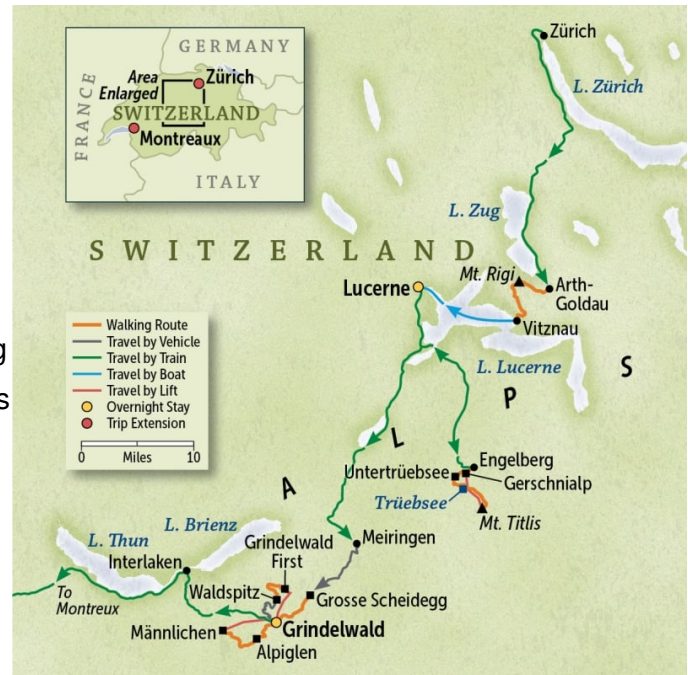 g
s
GERMANY
FRANCE
Area
Enlarged
Zürich
SWITZERLAND
Montreaux
ITALY
Zürich
L. Zürich
L. Zug
SWITZERLAND
Mt. Rigi
Arth-
Goldau
Lucerne
Vitznau
L. Lucerne
Walking Route
Travel by Vehicle
Travel by Train
Travel by Boat
Travel by Lift
Overnight Stay
Trip Extension
0 Miles 10
A L P S
Engelberg
Untertrüebsee
Gerschnialp
Trüebsee
Mt. Titlis
Meiringen
L. Brienz
L. Thun
Interlaken
Grindelwald
First
Waldspitz
Grosse Scheidegg
To
Montreux
Männlichen
Grindelwald
Alpiglen